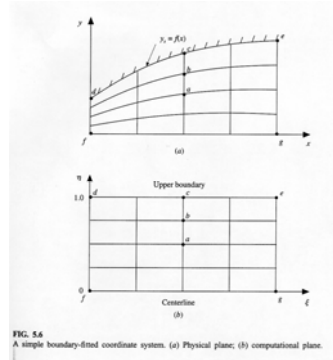 y
y_s = f(x)
e
c
b
d
a
f
g
x
(a)
η
d
Upper boundary
c
e
1.0
b
a
0
f
Centerline
g
ξ
(b)
FIG. 5.6
A simple boundary-fitted coordinate system. (a) Physical plane; (b) computational plane.